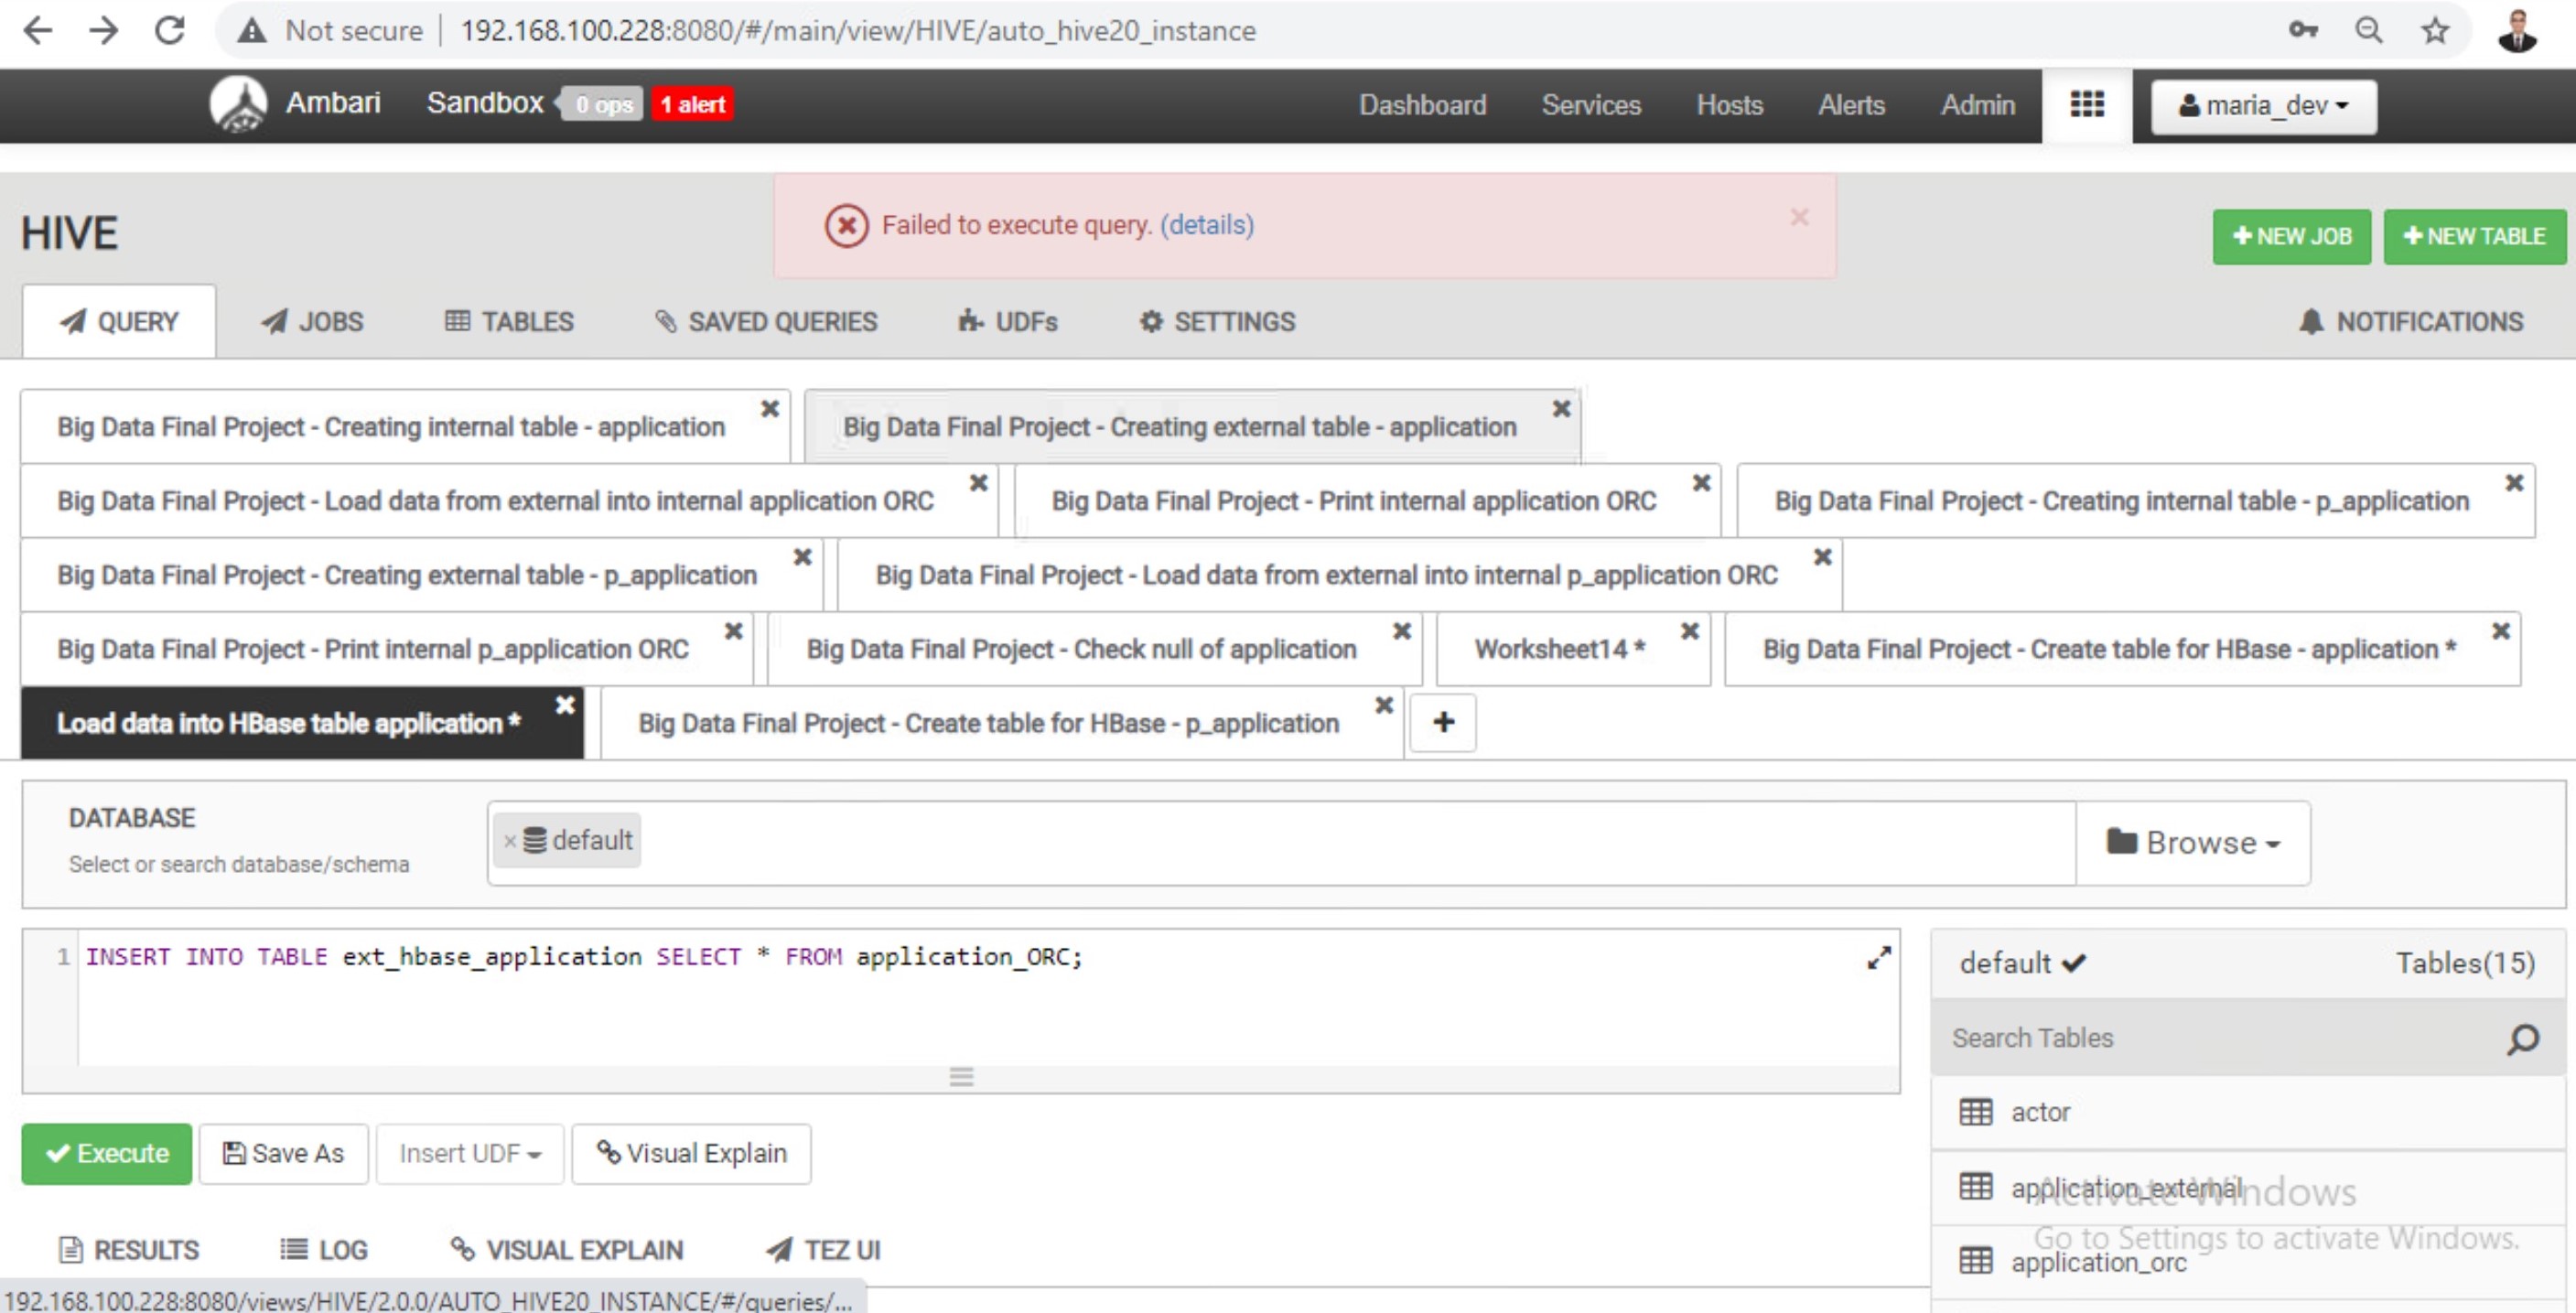 Not secure | 192.168.100.228:8080/#/main/view/HIVE/auto_hive20_instance
Ambari Sandbox 0 ops 1 alert Dashboard Services Hosts Alerts Admin maria_dev
HIVE
Failed to execute query. (details)
NEW JOB NEW TABLE
QUERY JOBS TABLES SAVED QUERIES UDFs SETTINGS NOTIFICATIONS
Big Data Final Project - Creating internal table - application Big Data Final Project - Creating external table - application
Big Data Final Project - Load data from external into internal application ORC Big Data Final Project - Print internal application ORC Big Data Final Project - Creating internal table - p_application
Big Data Final Project - Creating external table - p_application Big Data Final Project - Load data from external into internal p_application ORC
Big Data Final Project - Print internal p_application ORC Big Data Final Project - Check null of application Worksheet14 * Big Data Final Project - Create table for HBase - application *
Load data into HBase table application * Big Data Final Project - Create table for HBase - p_application
DATABASE
Select or search database/schema
× default
Browse
1 INSERT INTO TABLE ext_hbase_application SELECT * FROM application_ORC;
default Tables(15)
Search Tables
actor
application_external
application_orc
Execute Save As Insert UDF Visual Explain
RESULTS LOG VISUAL EXPLAIN TEZ UI
Activate Windows
Go to Settings to activate Windows.
192.168.100.228:8080/views/HIVE/2.0.0/AUTO_HIVE20_INSTANCE/#/queries/...